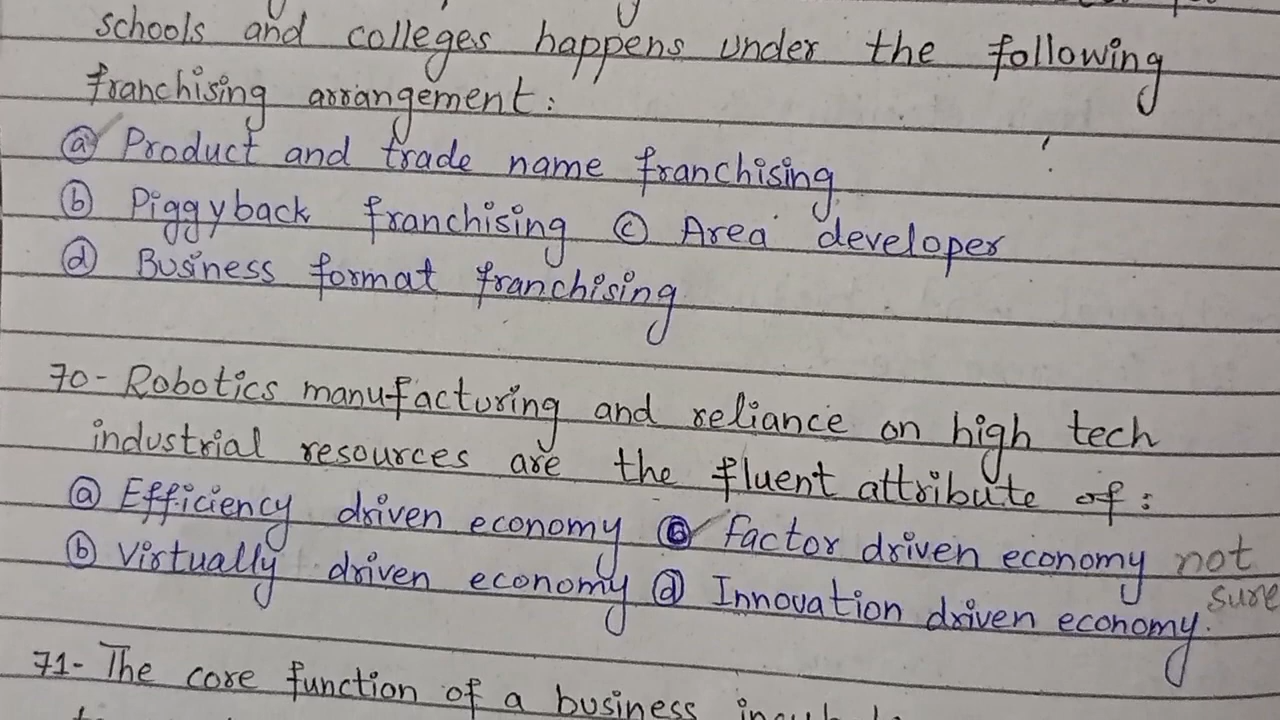 schools and colleges happens under the following
franchising arrangement:
ⓐ Product and trade name franchising
ⓑ Piggyback franchising ⓒ Area developer
ⓓ Business format franchising
70- Robotics manufacturing and reliance on high tech
industrial resources are the fluent attribute of:
ⓐ Efficiency driven economy ⓒ factor driven economy not sure
ⓑ Virtually driven economy ⓓ Innovation driven economy.
71- The core function of a business